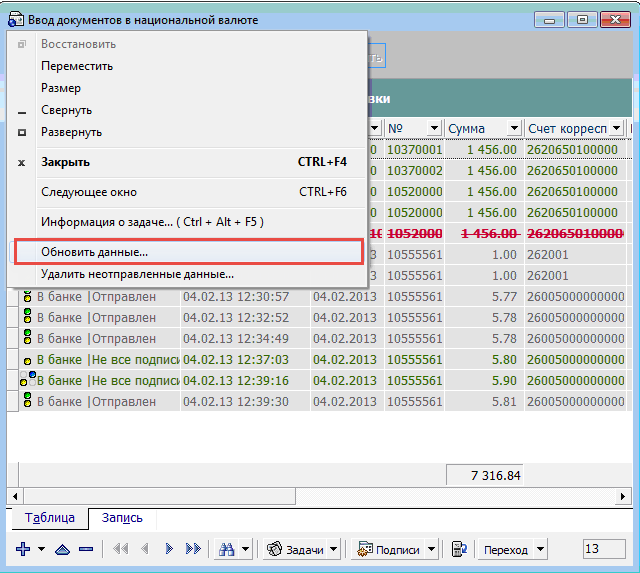 Ввод документов в национальной валюте
Восстановить
Переместить
Размер
Свернуть
Развернуть
Закрыть CTRL+F4
Следующее окно CTRL+F6
Информация о задаче... ( Ctrl + Alt + F5 )
Обновить данные...
Удалить неотправленные данные...
№ Сумма Счет корресп
0 10370001 1 456.00 2620650100000
0 10370002 1 456.00 2620650100000
0 10520000 1 456.00 2620650100000
0 10520000 1 456.00 2620650100000
1052000 1 456.00 262065010000
3 10555561 1.00 262001
3 10555561 1.00 262001
В банке |Отправлен 04.02.13 12:30:57 04.02.2013 10555561 5.77 26005000000000
В банке |Отправлен 04.02.13 12:32:52 04.02.2013 10555561 5.78 26005000000000
В банке |Отправлен 04.02.13 12:34:49 04.02.2013 10555561 5.78 26005000000000
В банке |Не все подписи 04.02.13 12:37:03 04.02.2013 10555561 5.80 26005000000000
В банке |Не все подписи 04.02.13 12:39:16 04.02.2013 10555561 5.90 26005000000000
В банке |Отправлен 04.02.13 12:39:30 04.02.2013 10555561 5.81 26005000000000
7 316.84
Таблица Запись
Задачи Подписи Переход 13